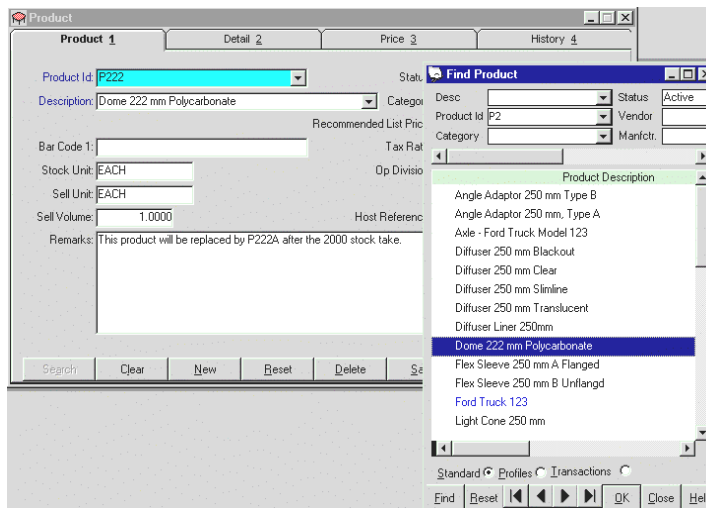 Product
Product 1 Detail 2 Price 3 History 4
Product Id: P222
Description: Dome 222 mm Polycarbonate
Recommended List
Bar Code 1: Tax
Stock Unit: EACH Op
Sell Unit: EACH
Sell Volume: 1.0000 Host
Remarks: This product will be replaced by P222A after the 2000 stock take.
Search Clear New Reset Delete
Find Product
Desc Status Active
Product Id P2 Vendor
Category Manfctr.
Product Description
Angle Adaptor 250 mm Type B
Angle Adaptor 250 mm, Type A
Axle - Ford Truck Model 123
Diffuser 250 mm Blackout
Diffuser 250 mm Clear
Diffuser 250 mm Slimline
Diffuser 250 mm Translucent
Diffuser Liner 250mm
Dome 222 mm Polycarbonate
Flex Sleeve 250 mm A Flanged
Flex Sleeve 250 mm B Unflangd
Ford Truck 123
Light Cone 250 mm
Standard Profiles Transactions
Find Reset OK Close